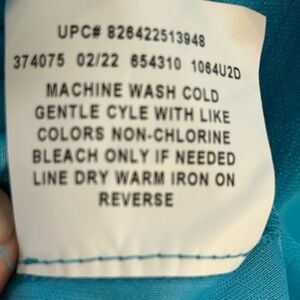 UPC# 826422513948
374075 02/22 654310 1064U2D
MACHINE WASH COLD
GENTLE CYLE WITH LIKE
COLORS NON-CHLORINE
BLEACH ONLY IF NEEDED
LINE DRY WARM IRON ON
REVERSE